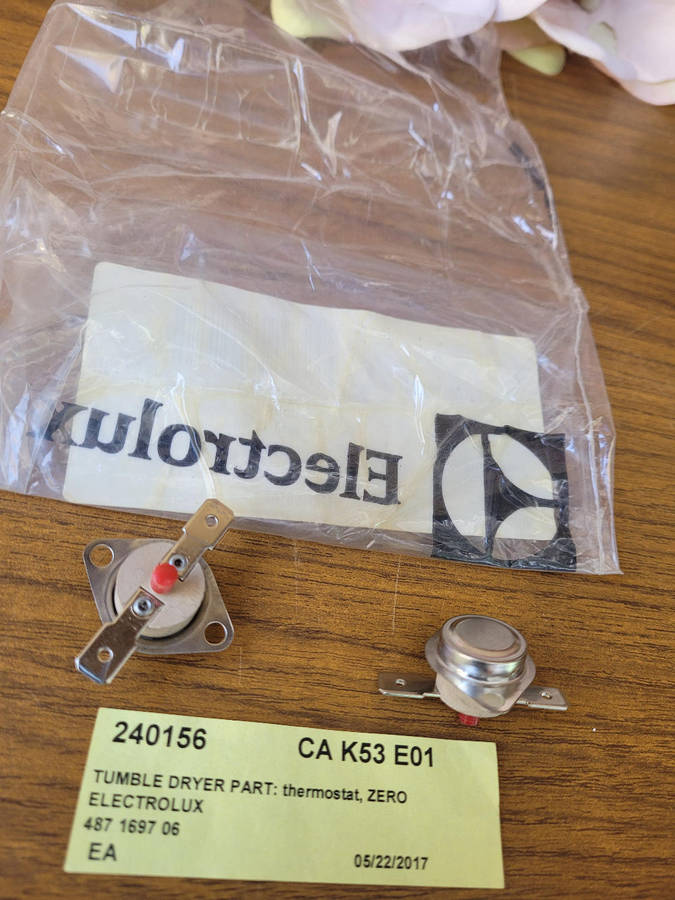 Electrolux
240156 CA K53 E01
TUMBLE DRYER PART: thermostat, ZERO
ELECTROLUX
487 1697 06
EA 05/22/2017